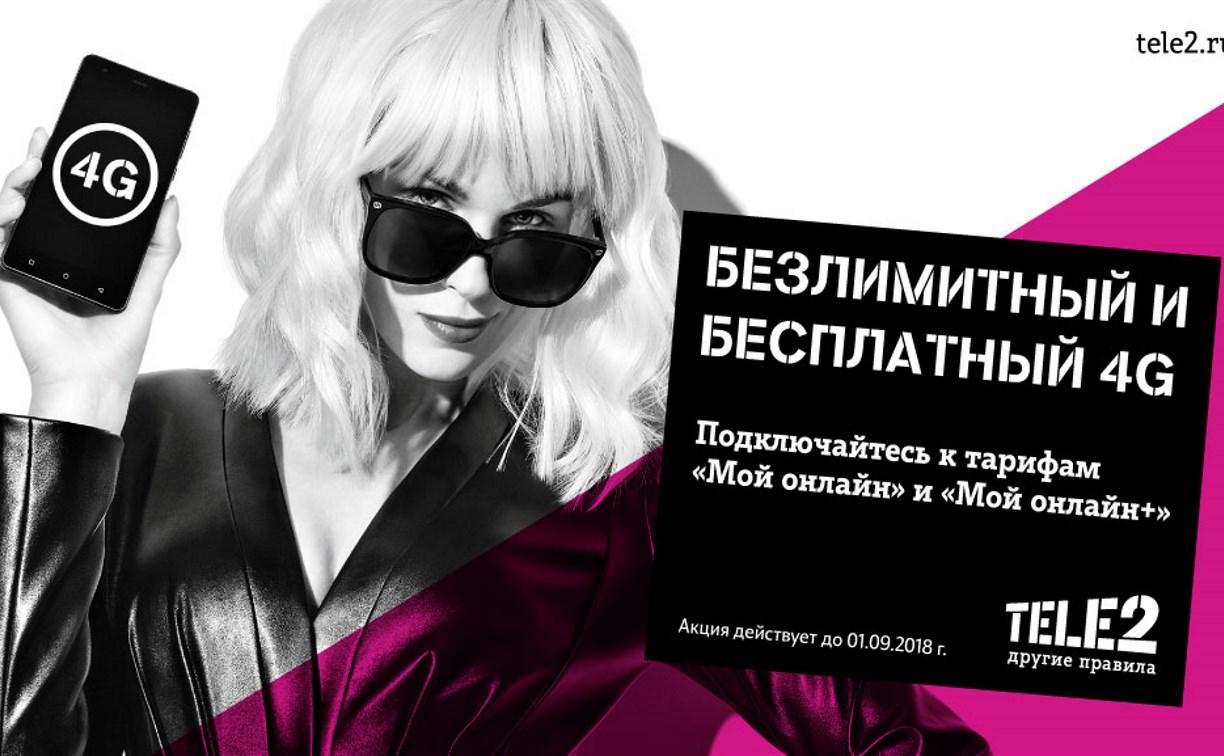 tele2.ru
4G
БЕЗЛИМИТНЫЙ И
БЕСПЛАТНЫЙ 4G
Подключайтесь к тарифам
«Мой онлайн» и «Мой онлайн+»
Акция действует до 01.09.2018 г.
TELE2
другие правила